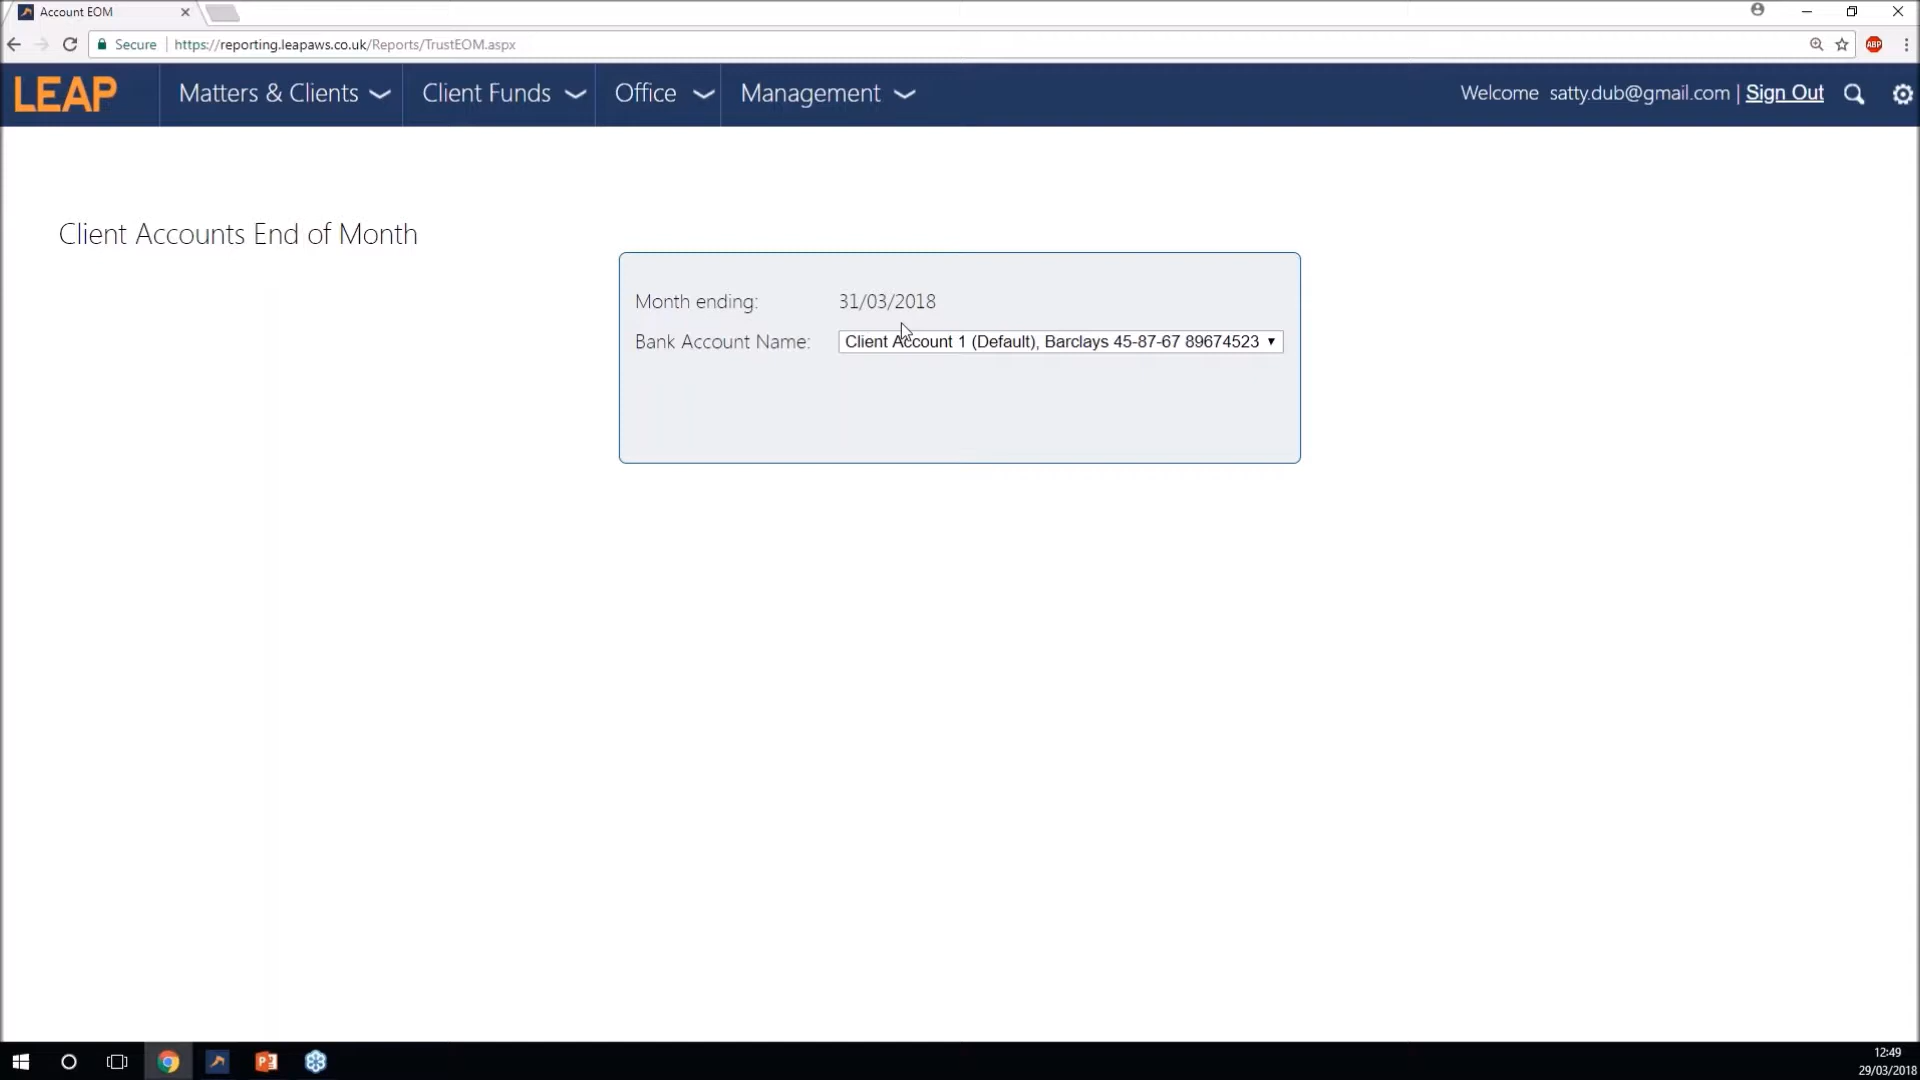 Account EOM
Secure https://reporting.leapaws.co.uk/Reports/TrustEOM.aspx
ABP
LEAP Matters & Clients Client Funds Office Management Welcome satty.dub@gmail.com | Sign Out
Client Accounts End of Month
Month ending: 31/03/2018
Bank Account Name: Client Account 1 (Default), Barclays 45-87-67 89674523
12:49
29/03/2018